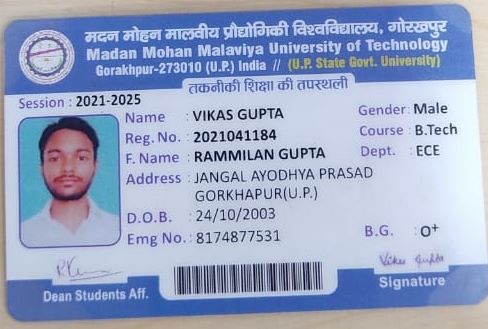 मदन मोहन मालवीय प्रौद्योगिकी विश्वविद्यालय, गोरखपुर
Madan Mohan Malaviya University of Technology
Gorakhpur-273010 (U.P.) India // (U.P. State Govt. University)
तकनीकी शिक्षा की तपस्थली
Session : 2021-2025
Name : VIKAS GUPTA Gender: Male
Reg. No. : 2021041184 Course : B.Tech
F. Name : RAMMILAN GUPTA Dept. : ECE
Address : JANGAL AYODHYA PRASAD
GORKHAPUR(U.P.)
D.O.B. : 24/10/2003
Emg No. : 8174877531 B.G. : O+
Vikas Gupta
Dean Students Aff. Signature